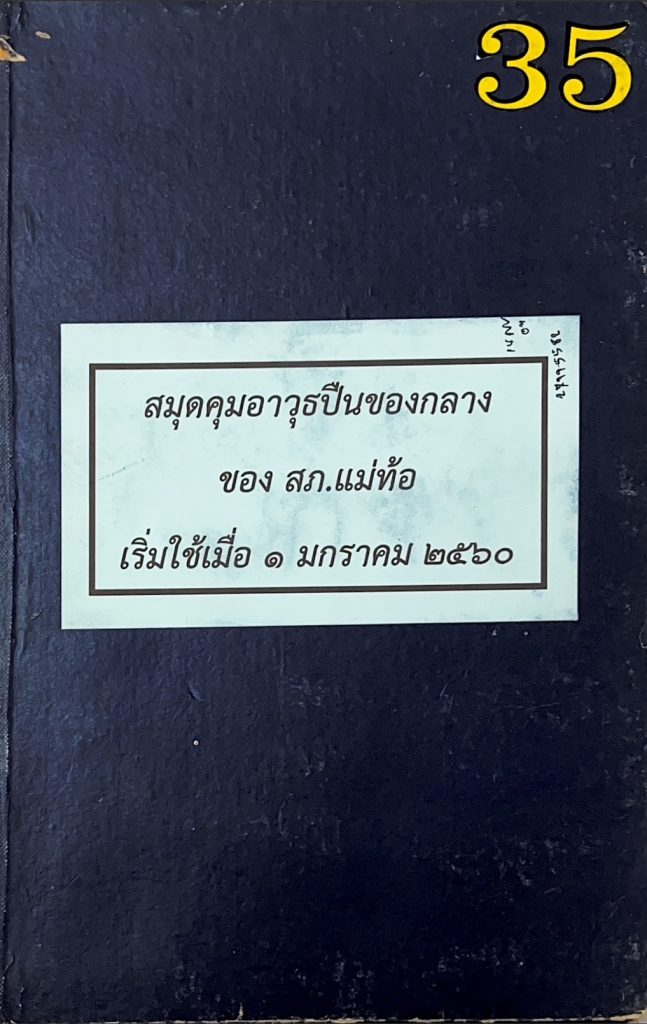 35
สมุดคุมอาวุธปืนของกลาง
ของ สภ.แม่ท้อ
เริ่มใช้เมื่อ ๑ มกราคม ๒๕๖๐